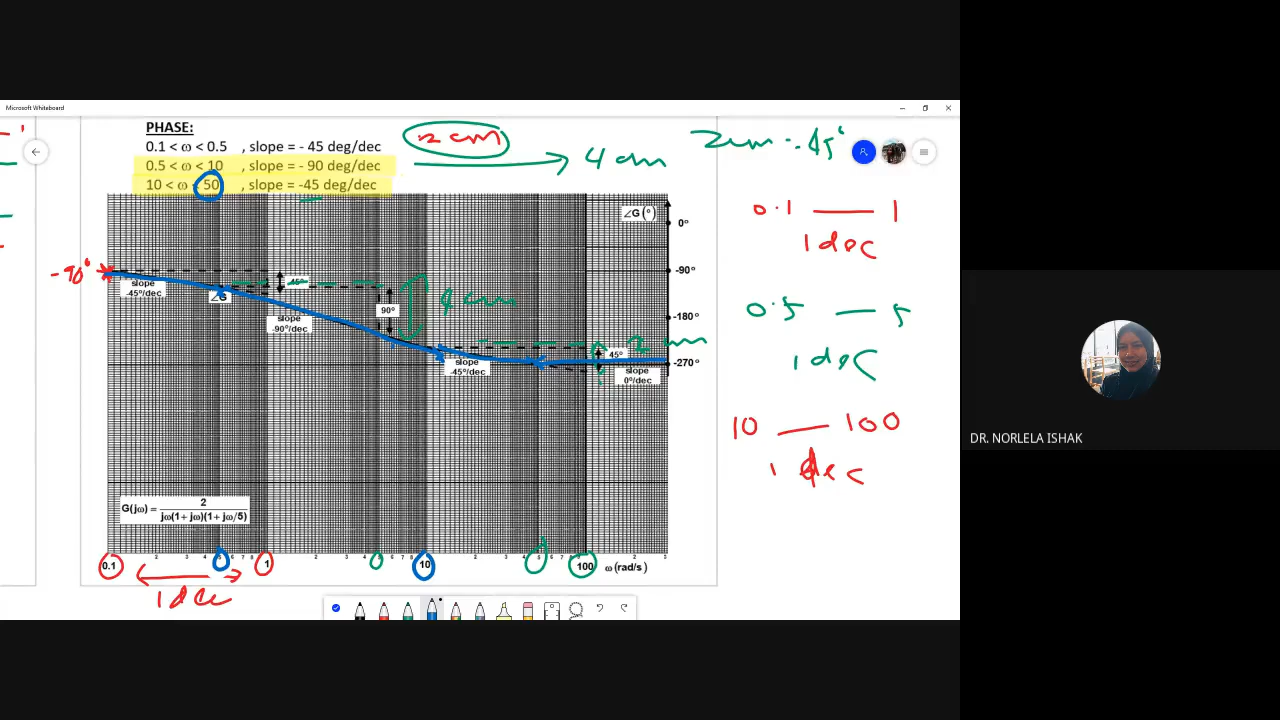 Microsoft Whiteboard
PHASE:
0.1 < ω < 0.5 , slope = - 45 deg/dec
0.5 < ω < 10 , slope = - 90 deg/dec
10 < ω < 50 , slope = -45 deg/dec
2 cm
4 cm
2 cm = 45°
0.1 — 1
1 dec
0.5 — 5
1 dec
10 — 100
1 dec
∠G (°)
0°
-90°
-180°
-270°
-90°
slope
-45°/dec
∠G
45°
slope
-90°/dec
90°
4 cm
slope
-45°/dec
45°
2 cm
slope
0°/dec
G(jω) = 2
jω(1 + jω)(1 + jω/5)
0.1 1 10 100 ω (rad/s)
1 dec
DR. NORLELA ISHAK